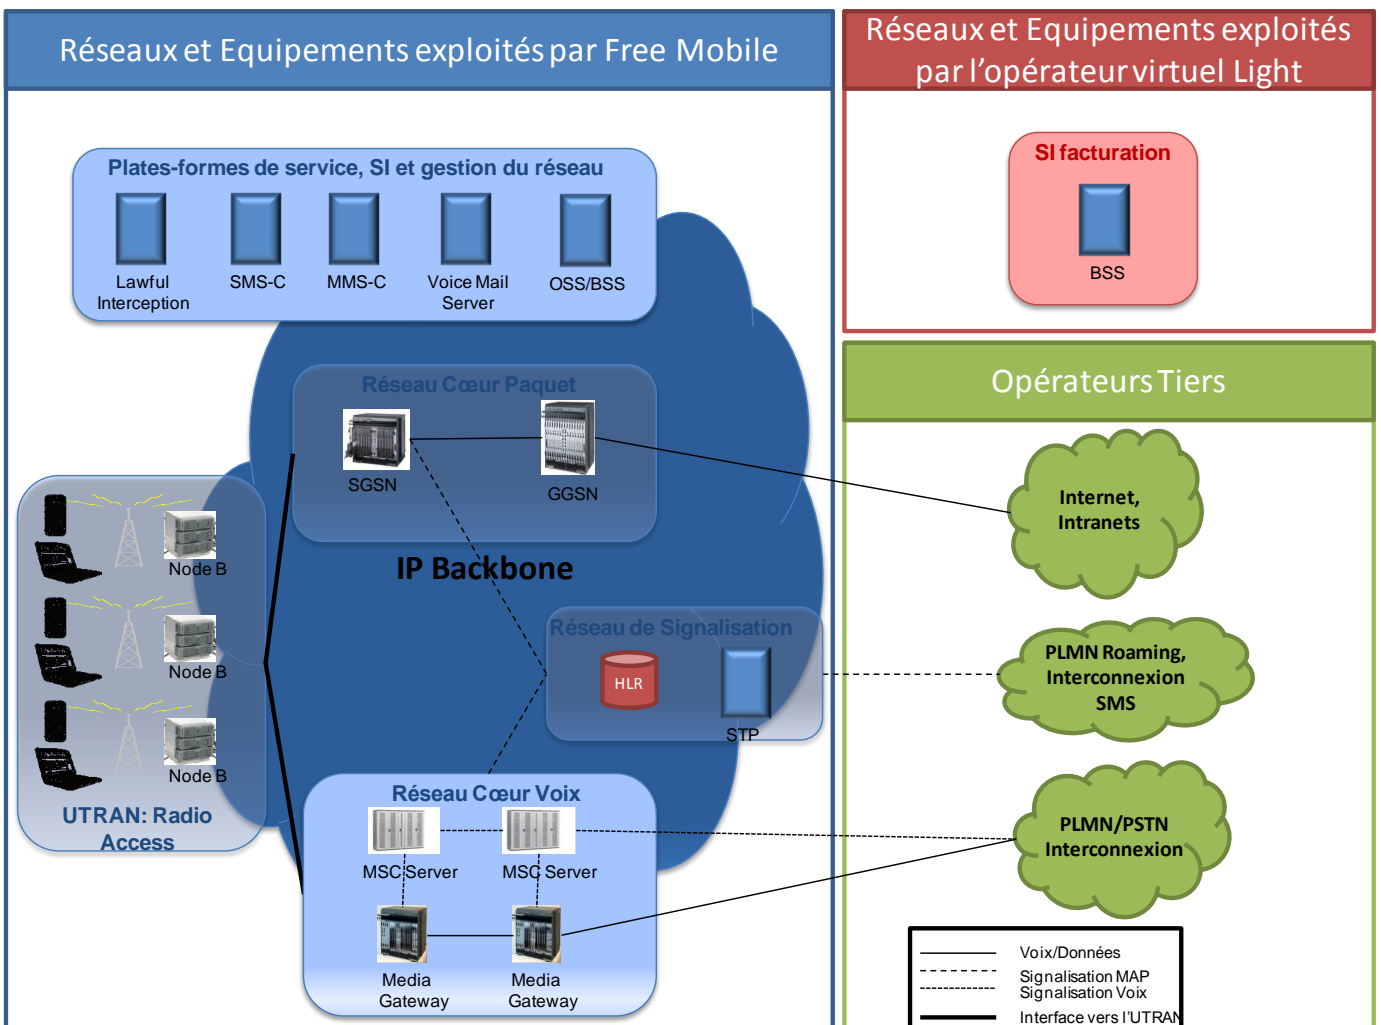 Réseaux et Equipements exploités par Free Mobile
Réseaux et Equipements exploités
par l'opérateur virtuel Light
Plates-formes de service, SI et gestion du réseau
Lawful
Interception
SMS-C
MMS-C
Voice Mail
Server
OSS/BSS
SI facturation
BSS
Opérateurs Tiers
Réseau Cœur Paquet
SGSN
GGSN
IP Backbone
Internet,
Intranets
Node B
Node B
Node B
UTRAN: Radio
Access
Réseau de Signalisation
HLR
STP
PLMN Roaming,
Interconnexion
SMS
Réseau Cœur Voix
MSC Server
MSC Server
Media
Gateway
Media
Gateway
PLMN/PSTN
Interconnexion
Voix/Données
Signalisation MAP
Signalisation Voix
Interface vers l'UTRAN